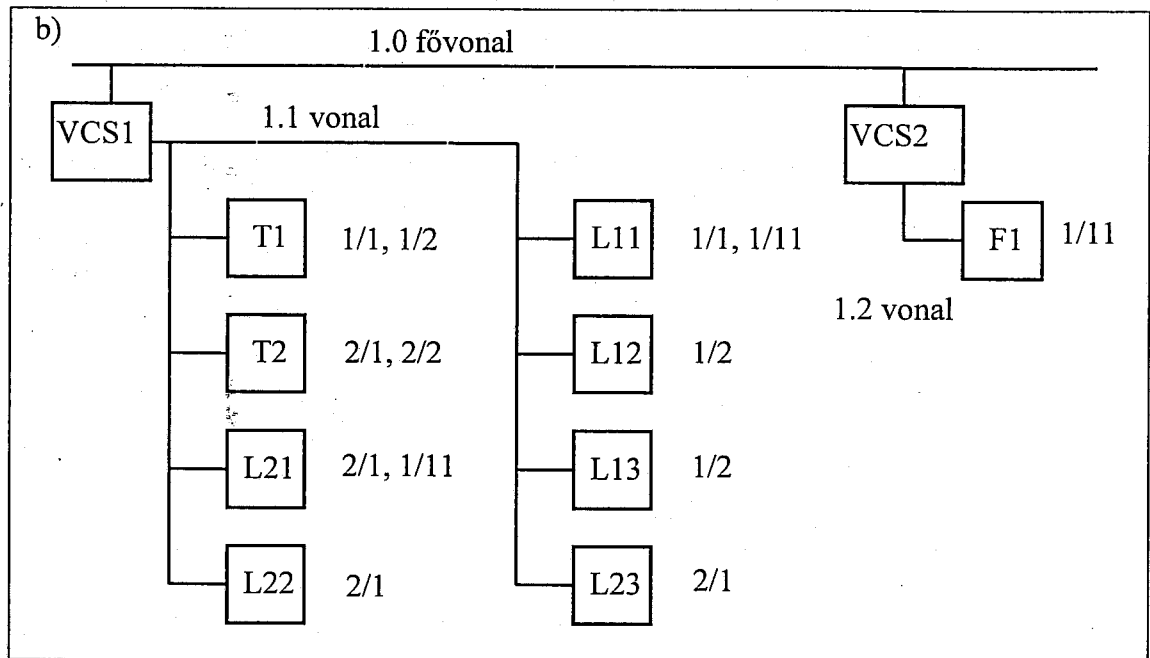 b)
1.0 fővonal
VCS1
1.1 vonal
VCS2
T1 1/1, 1/2
L11 1/1, 1/11
F1 1/11
1.2 vonal
T2 2/1, 2/2
L12 1/2
L21 2/1, 1/11
L13 1/2
L22 2/1
L23 2/1